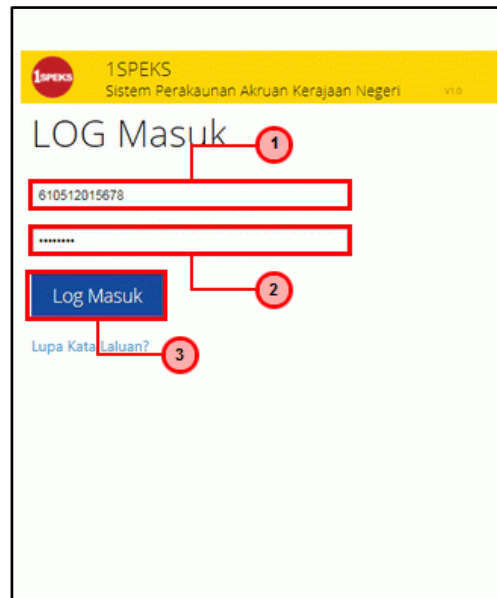 1SPEKS
1SPEKS
Sistem Perakaunan Akruan Kerajaan Negeri V1.0
LOG Masuk
1
610512015678
••••••••
2
Log Masuk
Lupa Kata Laluan?
3